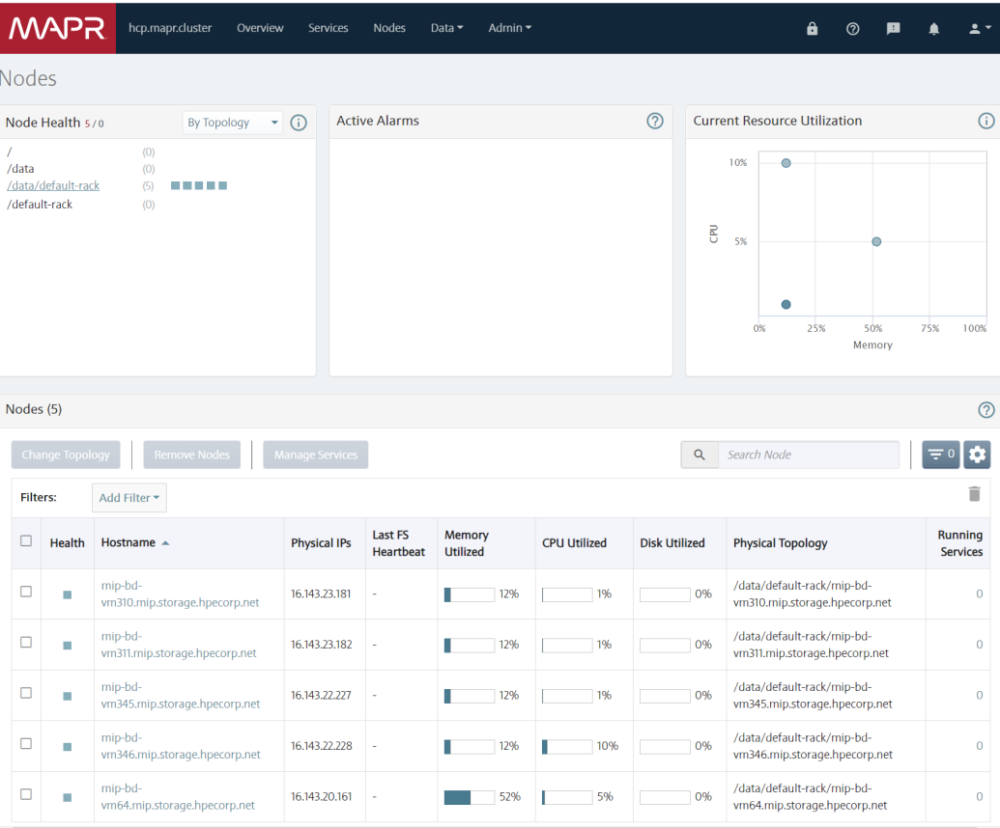 MAPR hcp.mapr.cluster Overview Services Nodes Data Admin
Nodes
Node Health 5 / 0 By Topology
/ (0)
/data (0)
/data/default-rack (5)
/default-rack (0)
Active Alarms
Current Resource Utilization
10%
5%
CPU
0% 25% 50% 75% 100%
Memory
Nodes (5)
Change Topology Remove Nodes Manage Services Search Node 0
Filters: Add Filter
Health Hostname Physical IPs Last FS Heartbeat Memory Utilized CPU Utilized Disk Utilized Physical Topology Running Services
mip-bd- 16.143.23.181 - 12% 1% 0% /data/default-rack/mip-bd- 0
vm310.mip.storage.hpecorp.net vm310.mip.storage.hpecorp.net
mip-bd- 16.143.23.182 - 12% 1% 0% /data/default-rack/mip-bd- 0
vm311.mip.storage.hpecorp.net vm311.mip.storage.hpecorp.net
mip-bd- 16.143.22.227 - 12% 1% 0% /data/default-rack/mip-bd- 0
vm345.mip.storage.hpecorp.net vm345.mip.storage.hpecorp.net
mip-bd- 16.143.22.228 - 12% 10% 0% /data/default-rack/mip-bd- 0
vm346.mip.storage.hpecorp.net vm346.mip.storage.hpecorp.net
mip-bd- 16.143.20.161 - 52% 5% 0% /data/default-rack/mip-bd- 0
vm64.mip.storage.hpecorp.net vm64.mip.storage.hpecorp.net